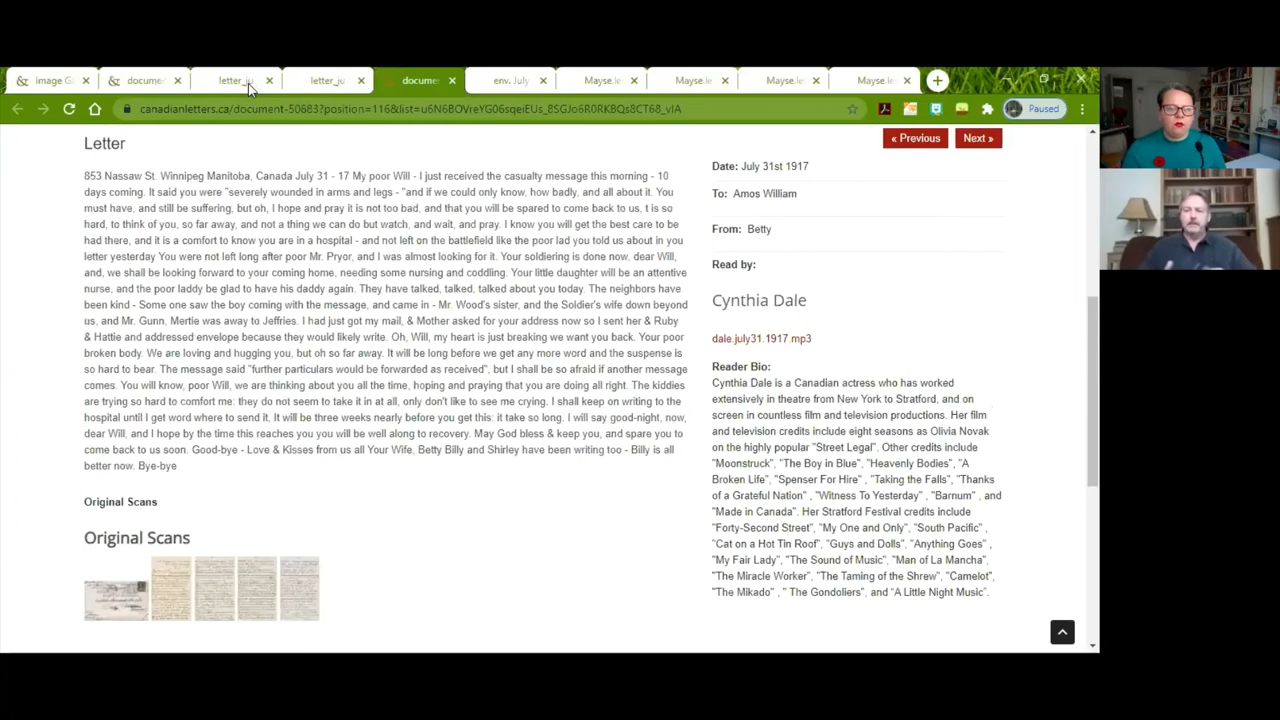 image G
docume
letter_ju
letter_ju
docume
env. July
Mayse.le
Mayse.le
Mayse.le
Mayse.le
canadianletters.ca/document-50683?position=116&list=u6N6BOVreYG06sqeiEUs_8SGJo6R0RKBQs8CT68_vIA
Paused
Letter
853 Nassaw St. Winnipeg Manitoba, Canada July 31 - 17 My poor Will - I just received the casualty message this morning - 10
days coming. It said you were "severely wounded in arms and legs - "and if we could only know, how badly, and all about it. You
must have, and still be suffering, but oh, I hope and pray it is not too bad, and that you will be spared to come back to us, t is so
hard, to think of you, so far away, and not a thing we can do but watch, and wait, and pray. I know you will get the best care to be
had there, and it is a comfort to know you are in a hospital - and not left on the battlefield like the poor lad you told us about in you
letter yesterday You were not left long after poor Mr. Pryor, and I was almost looking for it. Your soldiering is done now, dear Will,
and, we shall be looking forward to your coming home, needing some nursing and coddling. Your little daughter will be an attentive
nurse, and the poor laddy be glad to have his daddy again. They have talked, talked, talked about you today. The neighbors have
been kind - Some one saw the boy coming with the message, and came in - Mr. Wood's sister, and the Soldier's wife down beyond
us, and Mr. Gunn, Mertie was away to Jeffries. I had just got my mail, & Mother asked for your address now so I sent her & Ruby
& Hattie and addressed envelope because they would likely write. Oh, Will, my heart is just breaking we want you back. Your poor
broken body. We are loving and hugging you, but oh so far away. It will be long before we get any more word and the suspense is
so hard to bear. The message said "further particulars would be forwarded as received", but I shall be so afraid if another message
comes. You will know, poor Will, we are thinking about you all the time, hoping and praying that you are doing all right. The kiddies
are trying so hard to comfort me: they do not seem to take it in at all, only don't like to see me crying. I shall keep on writing to the
hospital until I get word where to send it, It will be three weeks nearly before you get this: it take so long. I will say good-night, now,
dear Will, and I hope by the time this reaches you you will be well along to recovery. May God bless & keep you, and spare you to
come back to us soon. Good-bye - Love & Kisses from us all Your Wife, Betty Billy and Shirley have been writing too - Billy is all
better now. Bye-bye
Original Scans
Original Scans
« Previous
Next »
Date: July 31st 1917
To: Amos William
From: Betty
Read by:
Cynthia Dale
dale.july31.1917 mp3
Reader Bio:
Cynthia Dale is a Canadian actress who has worked
extensively in theatre from New York to Stratford, and on
screen in countless film and television productions. Her film
and television credits include eight seasons as Olivia Novak
on the highly popular "Street Legal". Other credits include
"Moonstruck", "The Boy in Blue", "Heavenly Bodies", "A
Broken Life", "Spenser For Hire" , "Taking the Falls", "Thanks
of a Grateful Nation" , "Witness To Yesterday" , "Barnum" , and
"Made in Canada". Her Stratford Festival credits include
"Forty-Second Street", "My One and Only", "South Pacific" ,
"Cat on a Hot Tin Roof", "Guys and Dolls", "Anything Goes" ,
"My Fair Lady", "The Sound of Music", "Man of La Mancha",
"The Miracle Worker", "The Taming of the Shrew", "Camelot",
"The Mikado" , " The Gondoliers", and "A Little Night Music".